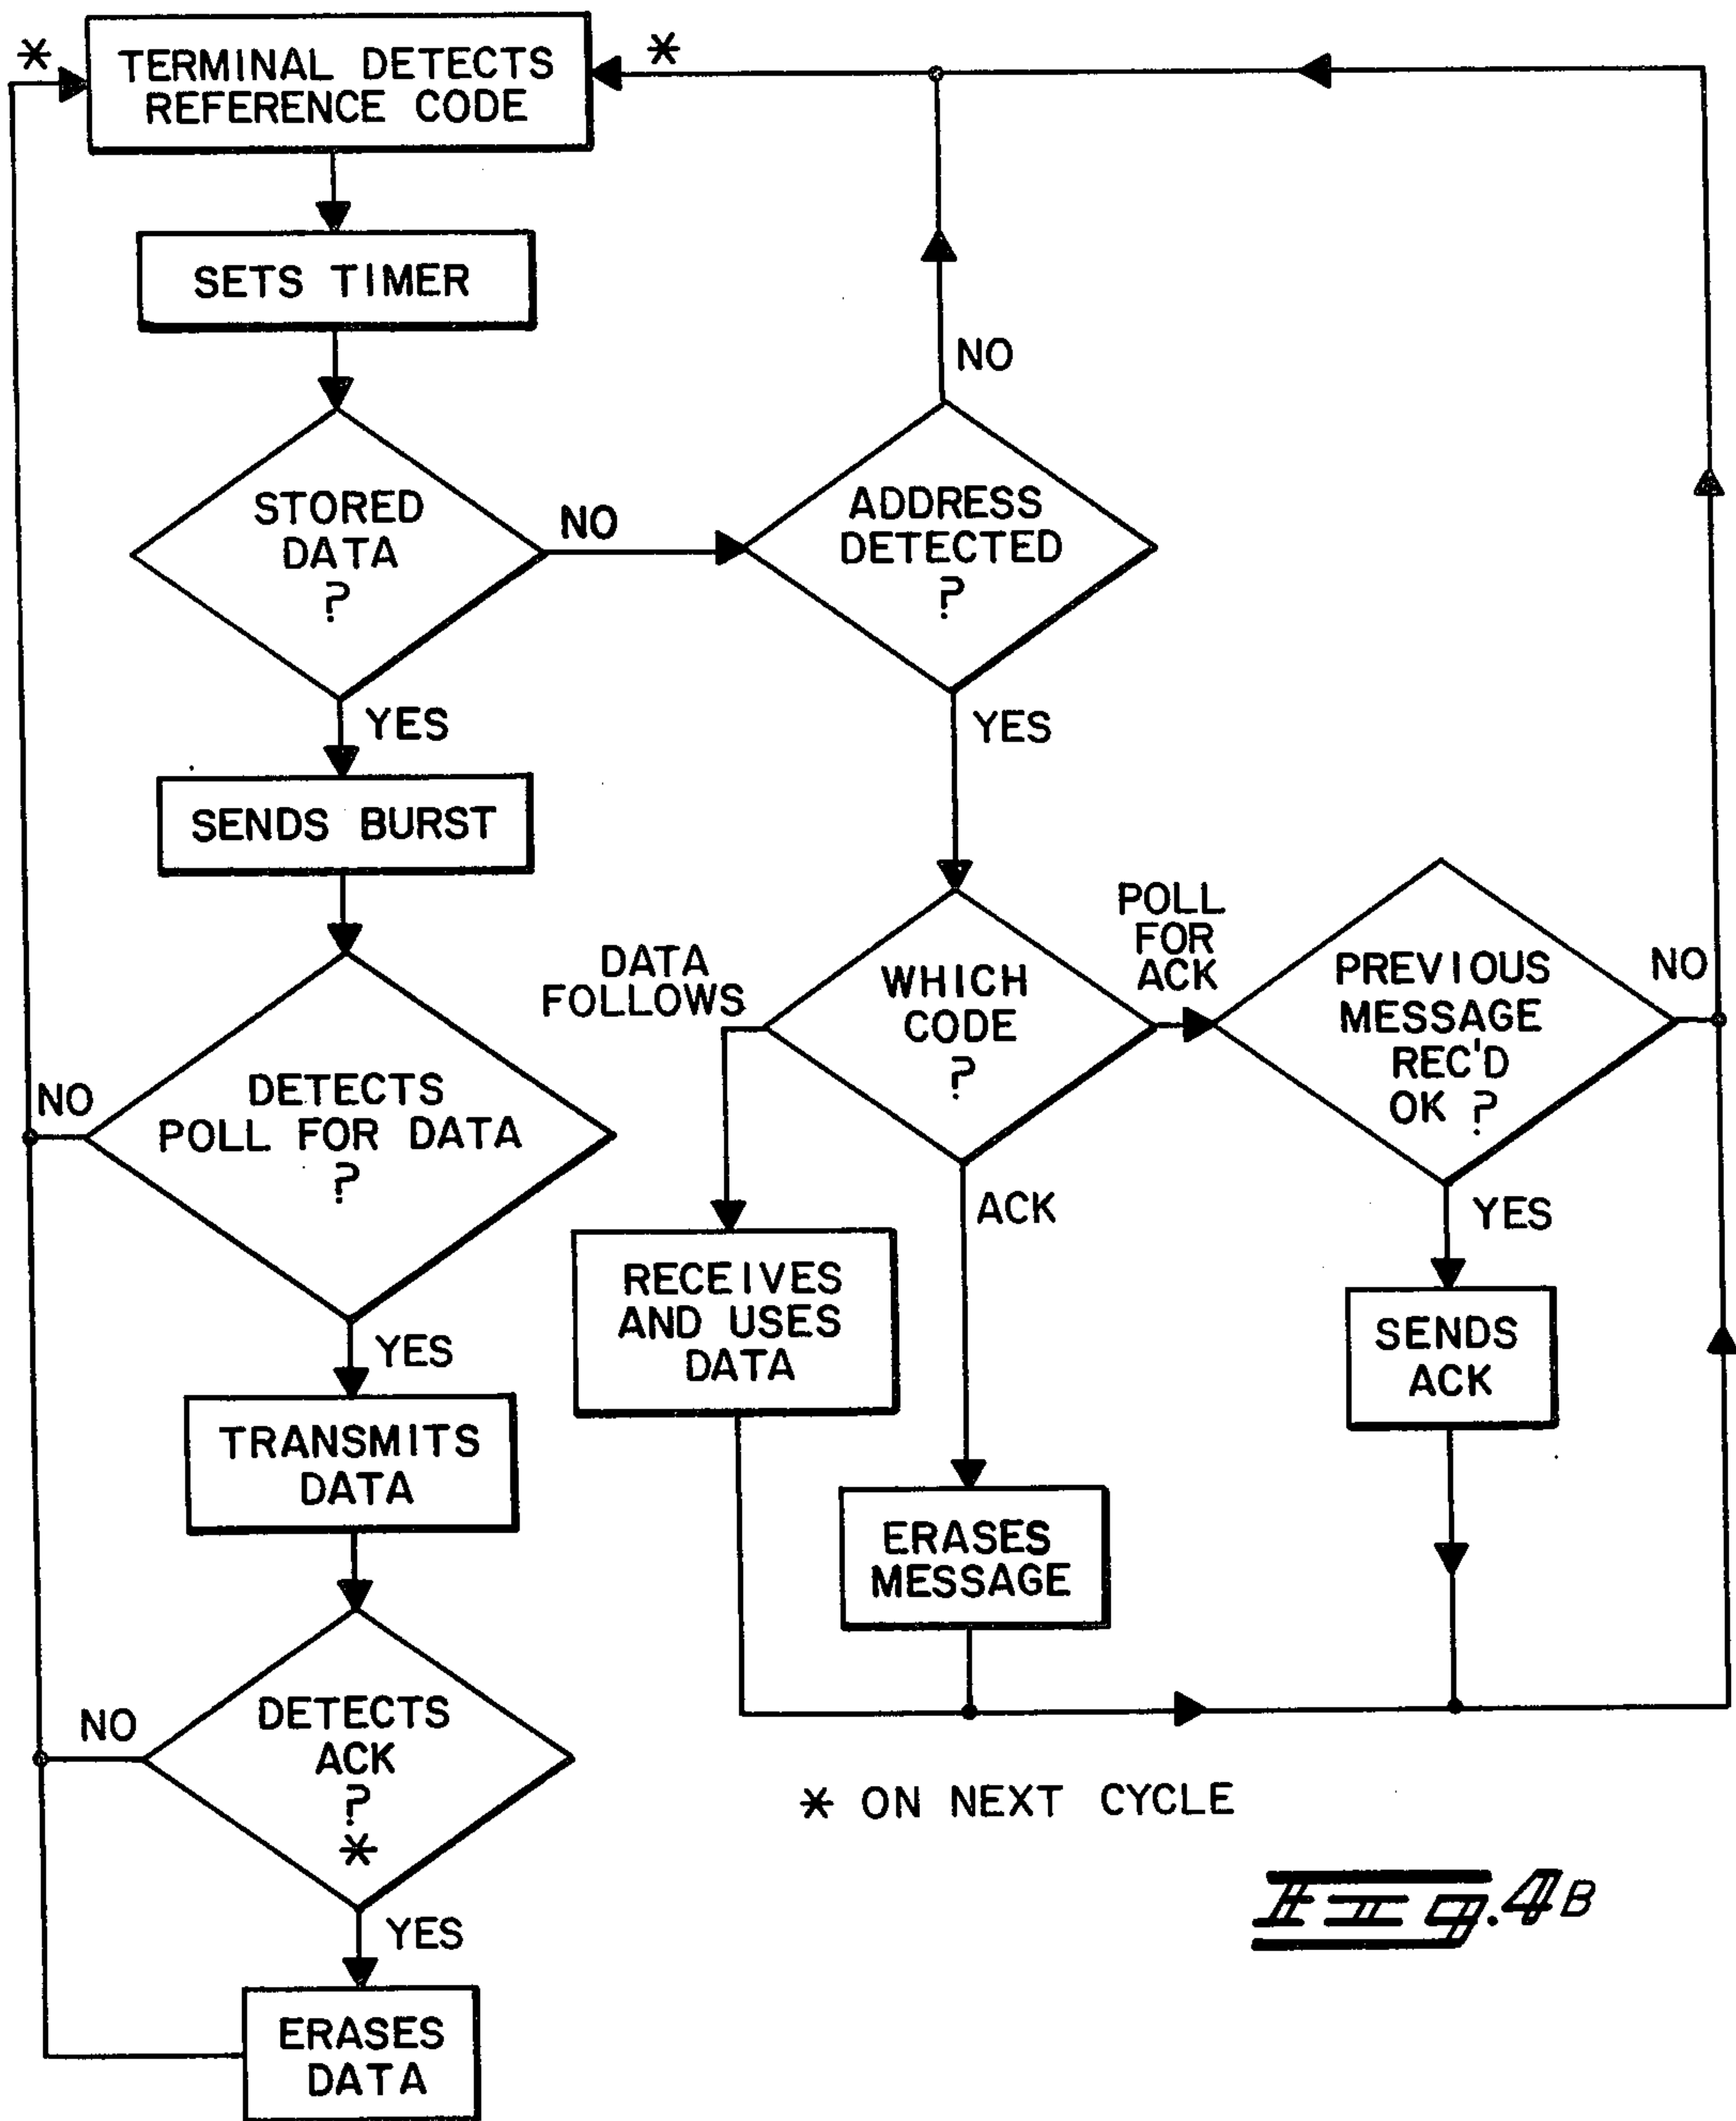 *
TERMINAL DETECTS
REFERENCE CODE
*
SETS TIMER
STORED
DATA
?
NO
YES
ADDRESS
DETECTED
?
NO
YES
SENDS BURST
DETECTS
POLL FOR DATA
?
NO
YES
TRANSMITS
DATA
DETECTS
ACK
?
*
NO
YES
ERASES
DATA
WHICH
CODE
?
DATA
FOLLOWS
POLL
FOR
ACK
ACK
RECEIVES
AND USES
DATA
ERASES
MESSAGE
PREVIOUS
MESSAGE
REC'D
OK ?
NO
YES
SENDS
ACK
* ON NEXT CYCLE
Fig. 4B